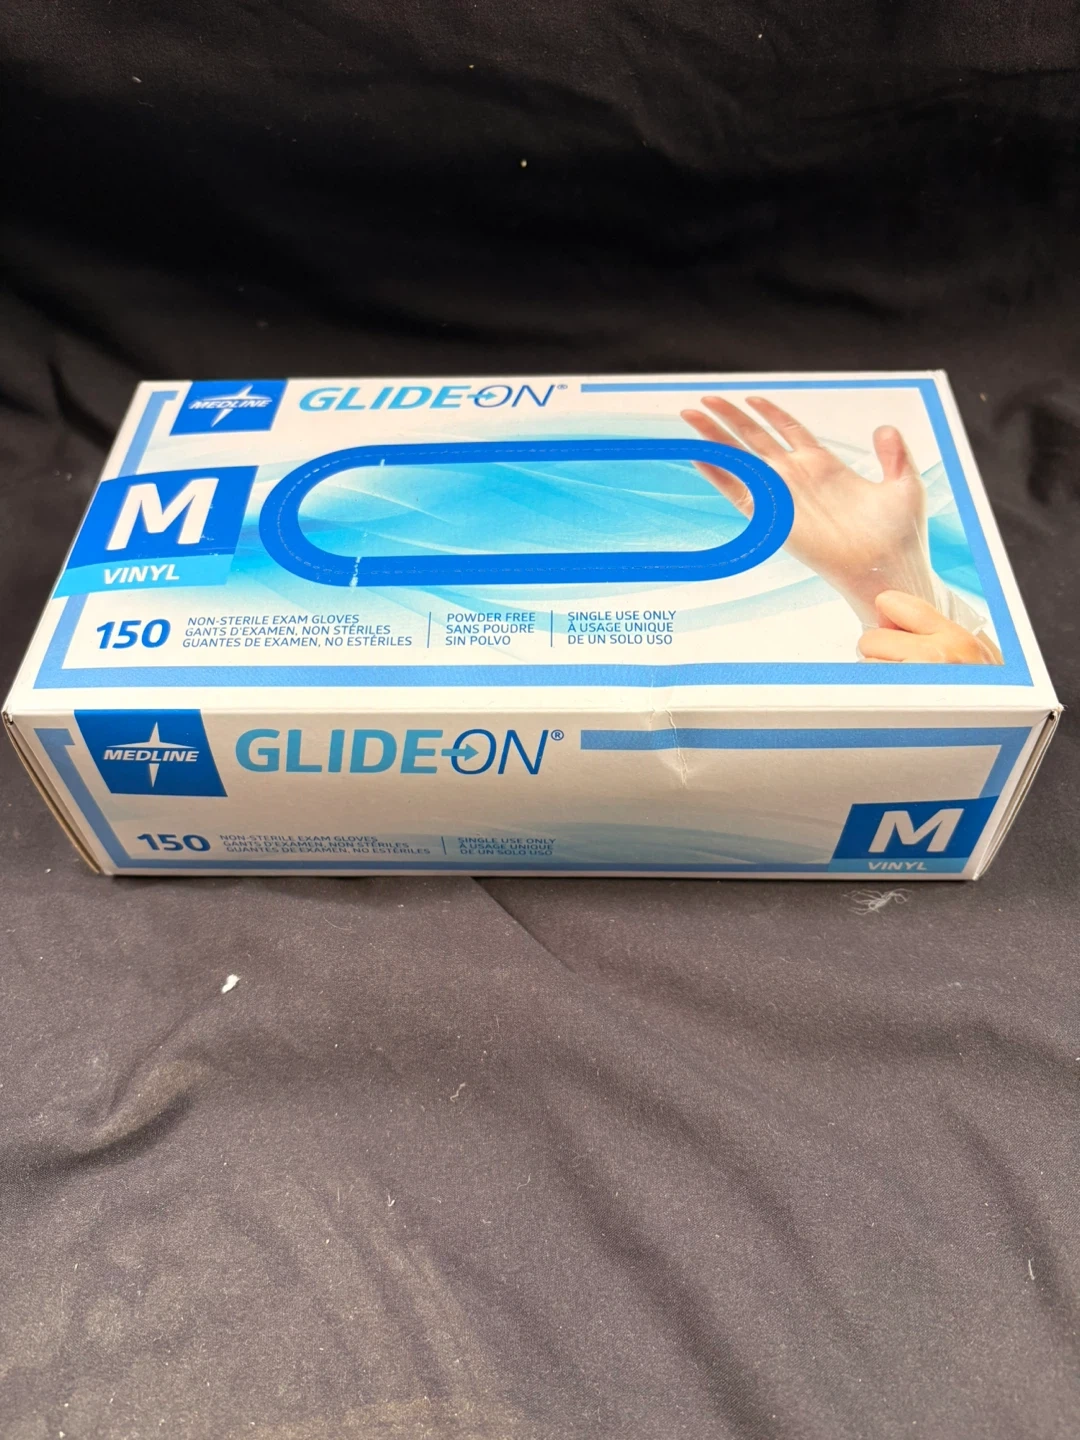 MEDLINE
GLIDE-ON®
M
VINYL
150
NON-STERILE EXAM GLOVES
GANTS D'EXAMEN, NON STÉRILES
GUANTES DE EXAMEN, NO ESTÉRILES
POWDER FREE
SANS POUDRE
SIN POLVO
SINGLE USE ONLY
À USAGE UNIQUE
DE UN SOLO USO
MEDLINE
GLIDE-ON®
150
NON-STERILE EXAM GLOVES
GANTS D'EXAMEN, NON STÉRILES
GUANTES DE EXAMEN, NO ESTÉRILES
SINGLE USE ONLY
À USAGE UNIQUE
DE UN SOLO USO
M
VINYL